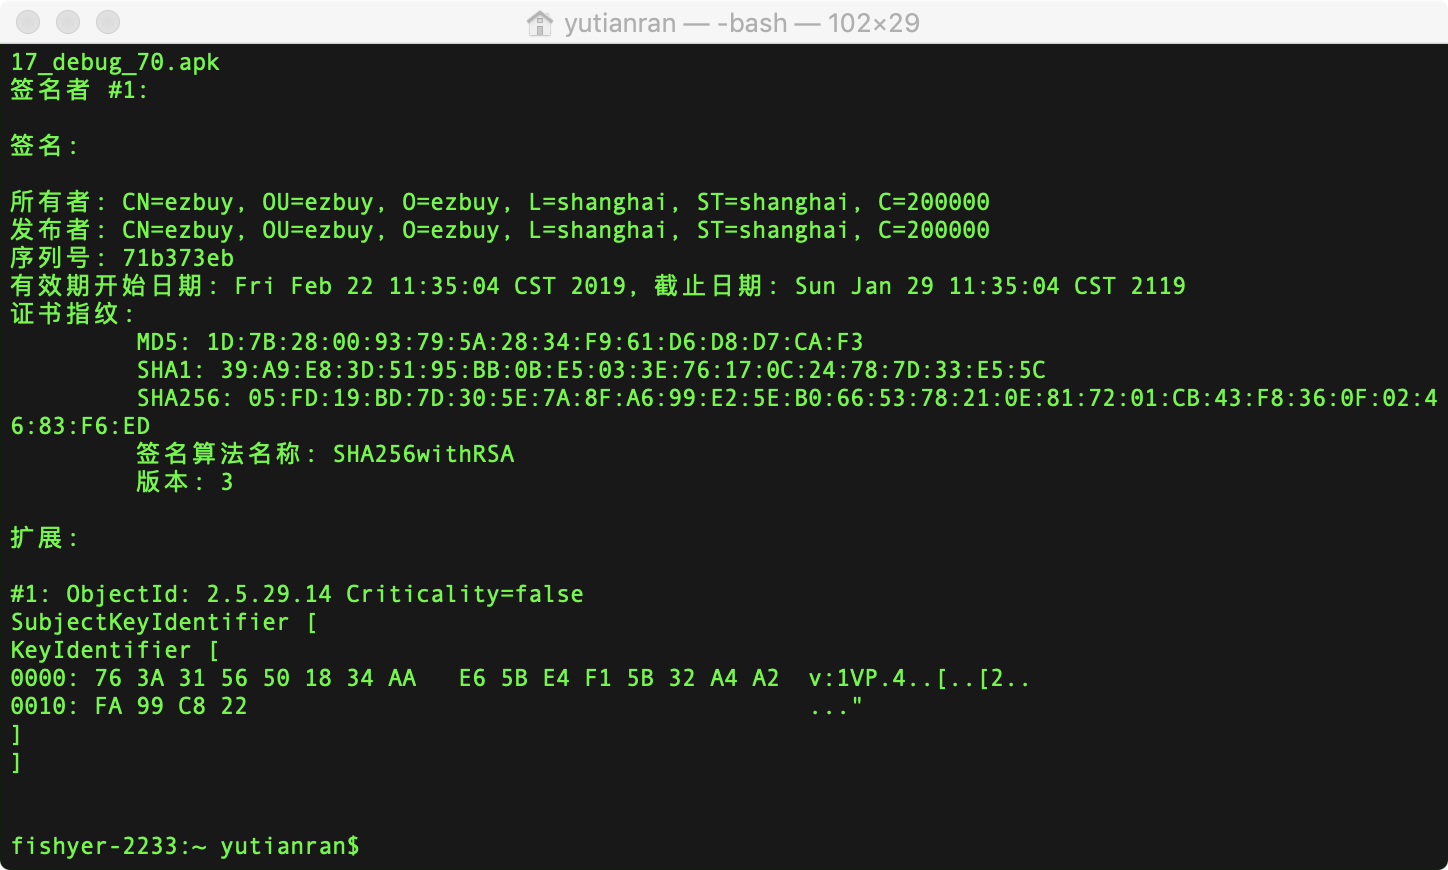 yutianran — -bash — 102×29
17_debug_70.apk
签名者 #1:
签名:
所有者: CN=ezbuy, OU=ezbuy, O=ezbuy, L=shanghai, ST=shanghai, C=200000
发布者: CN=ezbuy, OU=ezbuy, O=ezbuy, L=shanghai, ST=shanghai, C=200000
序列号: 71b373eb
有效期开始日期: Fri Feb 22 11:35:04 CST 2019, 截止日期: Sun Jan 29 11:35:04 CST 2119
证书指纹:
MD5: 1D:7B:28:00:93:79:5A:28:34:F9:61:D6:D8:D7:CA:F3
SHA1: 39:A9:E8:3D:51:95:BB:0B:E5:03:3E:76:17:0C:24:78:7D:33:E5:5C
SHA256: 05:FD:19:BD:7D:30:5E:7A:8F:A6:99:E2:5E:B0:66:53:78:21:0E:81:72:01:CB:43:F8:36:0F:02:4
6:83:F6:ED
签名算法名称: SHA256withRSA
版本: 3
扩展:
#1: ObjectId: 2.5.29.14 Criticality=false
SubjectKeyIdentifier [
KeyIdentifier [
0000: 76 3A 31 56 50 18 34 AA   E6 5B E4 F1 5B 32 A4 A2  v:1VP.4..[..[2..
0010: FA 99 C8 22                                        ..."
]
]
fishyer-2233:~ yutianran$